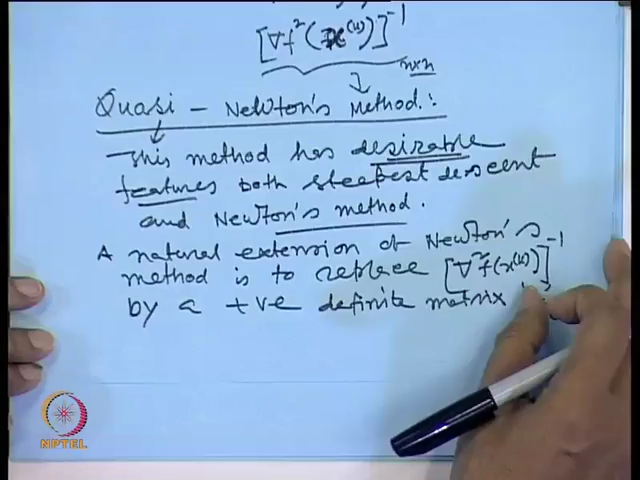 [∇f²(x^(k))]⁻¹
n×n
Quasi - Newton's Method:
This method has desirable
features both steepest descent
and Newton's method.
A natural extension of Newton's
method is to replace [∇²f(x^(k))]⁻¹
by a +ve definite matrix
NPTEL